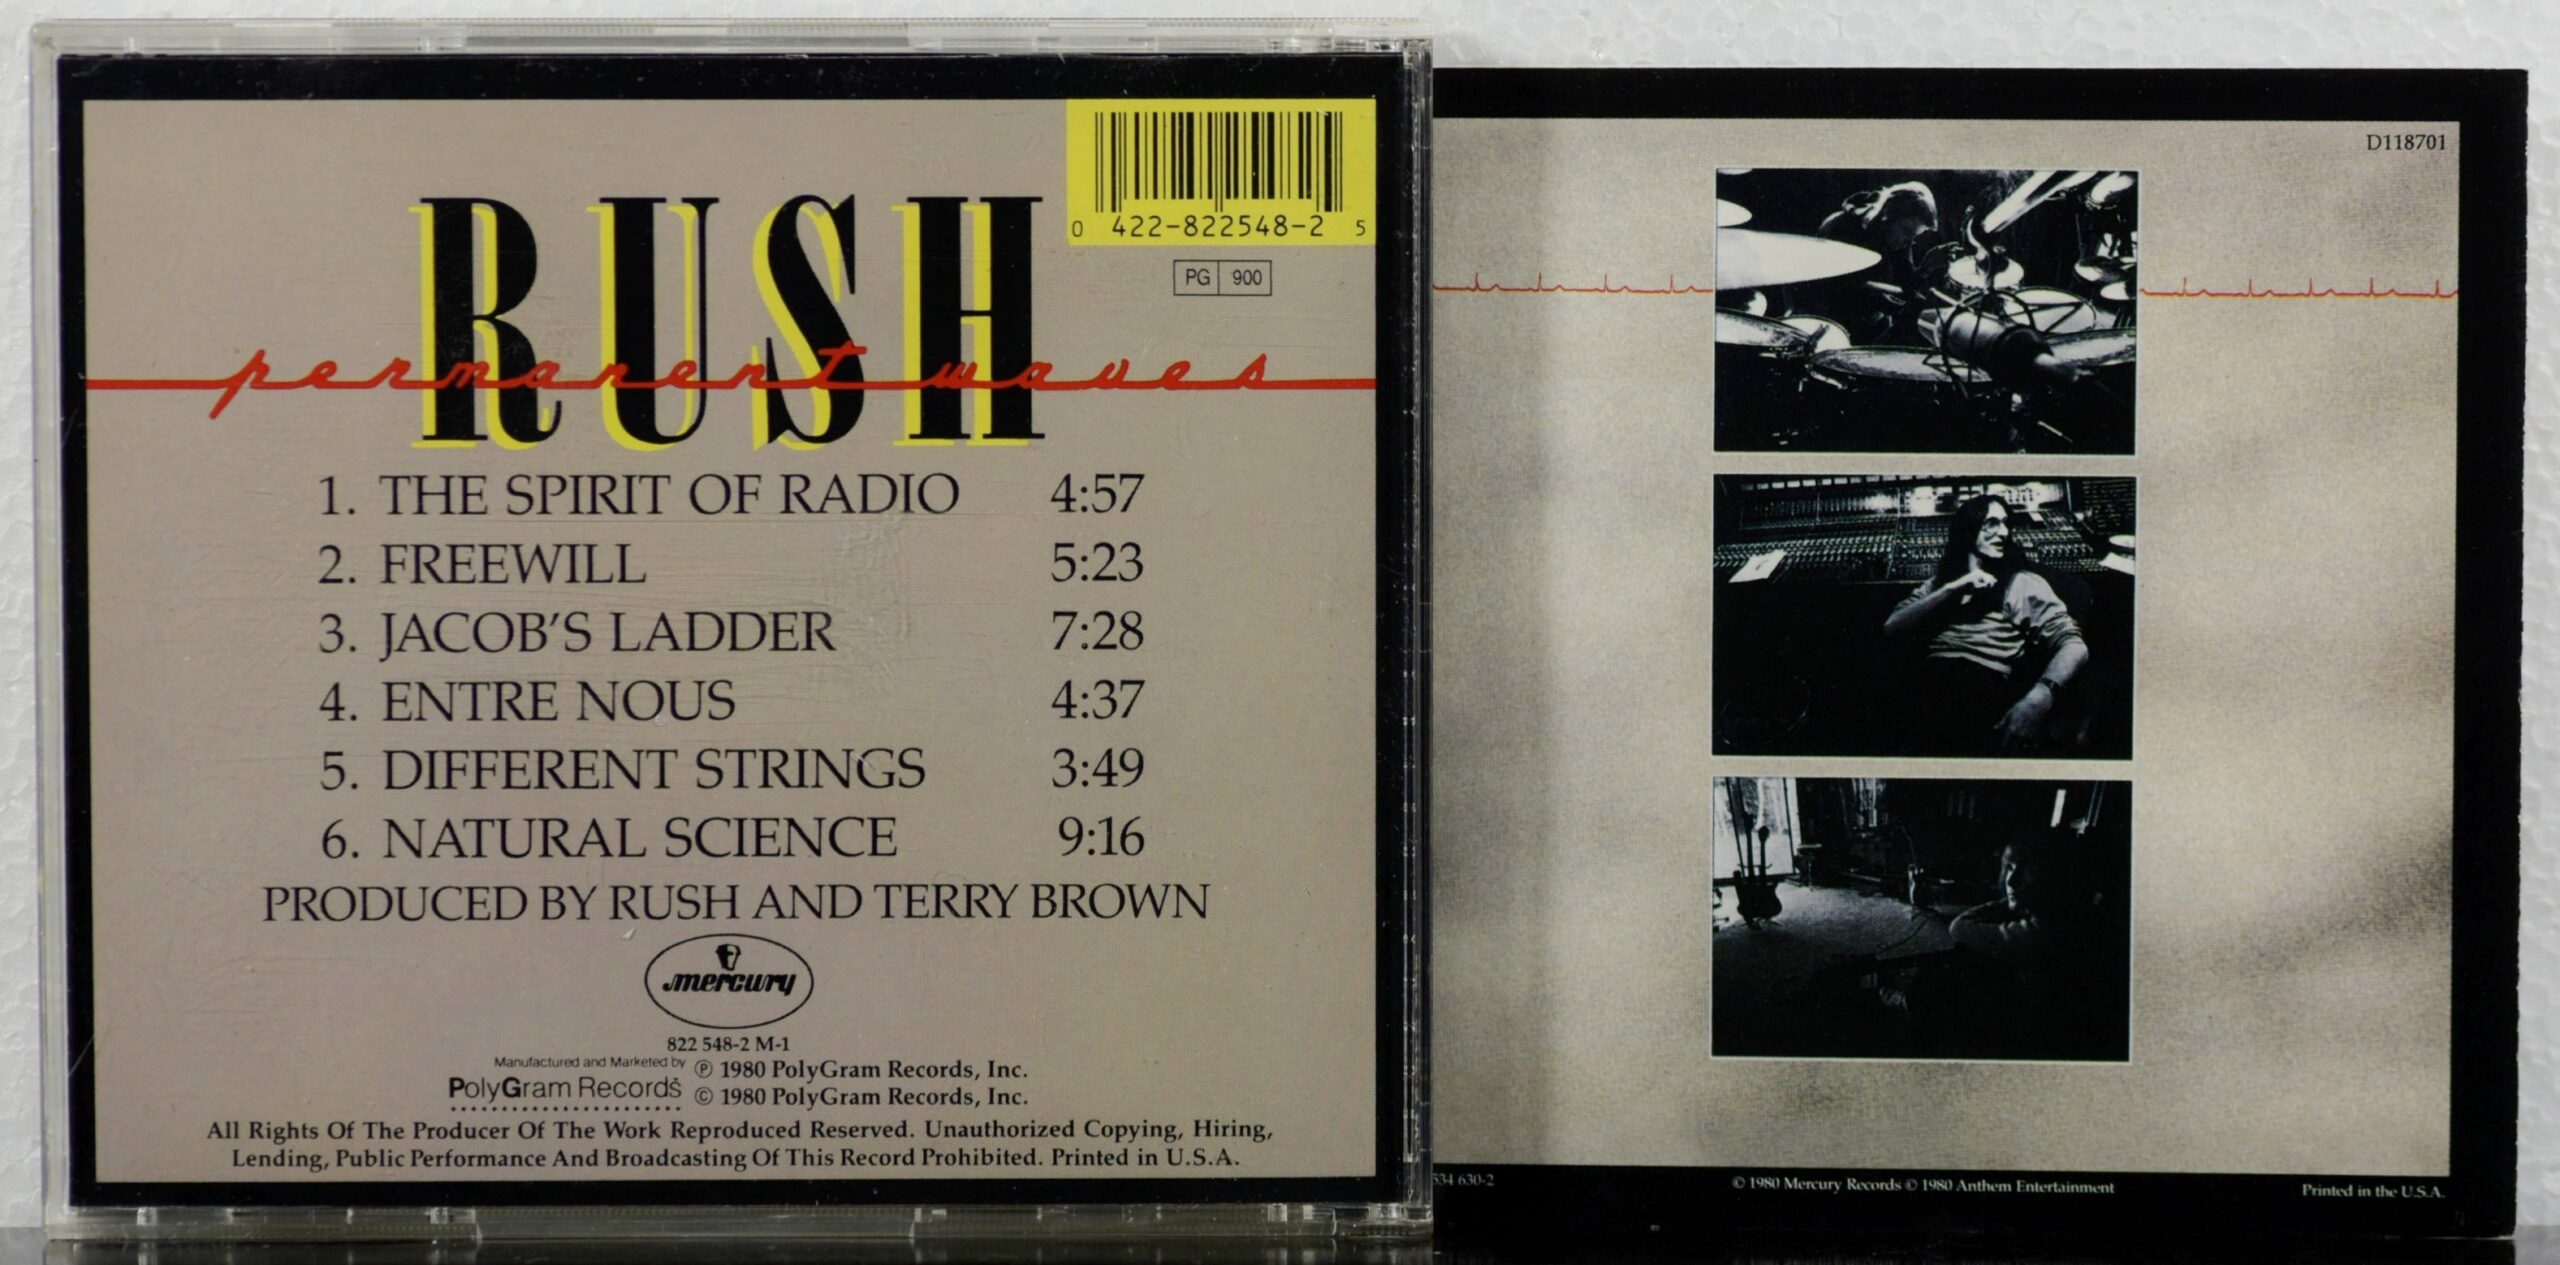 0 422-822548-2 5
PG 900
RUSH
permanent waves
1. THE SPIRIT OF RADIO 4:57
2. FREEWILL 5:23
3. JACOB'S LADDER 7:28
4. ENTRE NOUS 4:37
5. DIFFERENT STRINGS 3:49
6. NATURAL SCIENCE 9:16
PRODUCED BY RUSH AND TERRY BROWN
mercury
822 548-2 M-1
Manufactured and Marketed by
PolyGram Records
℗ 1980 PolyGram Records, Inc.
© 1980 PolyGram Records, Inc.
All Rights Of The Producer Of The Work Reproduced Reserved. Unauthorized Copying, Hiring,
Lending, Public Performance And Broadcasting Of This Record Prohibited. Printed in U.S.A.
D118701
534 630-2
© 1980 Mercury Records © 1980 Anthem Entertainment
Printed in the U.S.A.